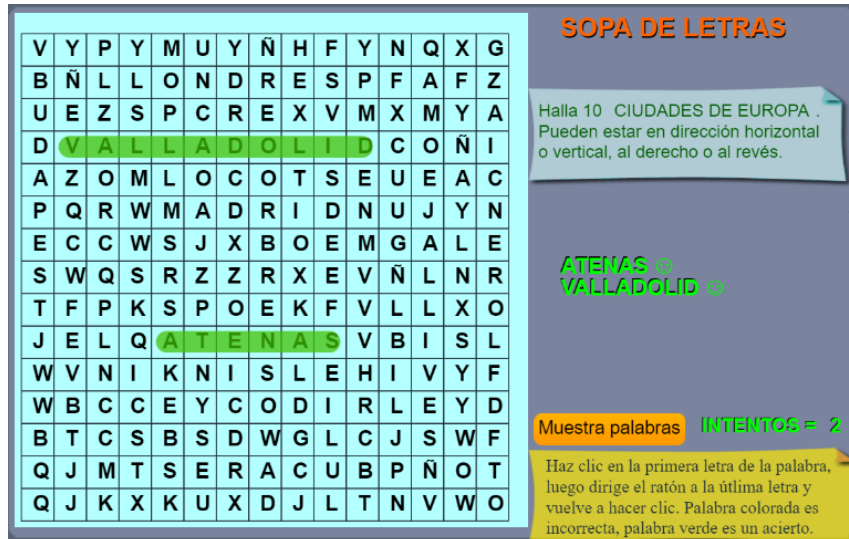 SOPA DE LETRAS
V Y P Y M U Y Ñ H F Y N Q X G
B Ñ L L O N D R E S P F A F Z
U E Z S P C R E X V M X M Y A
D V A L L A D O L I D C O Ñ I
A Z O M L O C O T S E U E A C
P Q R W M A D R I D N U J Y N
E C C W S J X B O E M G A L E
S W Q S R Z Z R X E V Ñ L N R
T F P K S P O E K F V L L X O
J E L Q A T E N A S V B I S L
W V N I K N I S L E H I V Y F
W B C C E Y C O D I R L E Y D
B T C S B S D W G L C J S W F
Q J M T S E R A C U B P Ñ O T
Q J K X K U X D J L T N V W O
Halla 10 CIUDADES DE EUROPA .
Pueden estar en dirección horizontal
o vertical, al derecho o al revés.
ATENAS ☺
VALLADOLID ☺
Muestra palabras
INTENTOS = 2
Haz clic en la primera letra de la palabra,
luego dirige el ratón a la útlima letra y
vuelve a hacer clic. Palabra colorada es
incorrecta, palabra verde es un acierto.